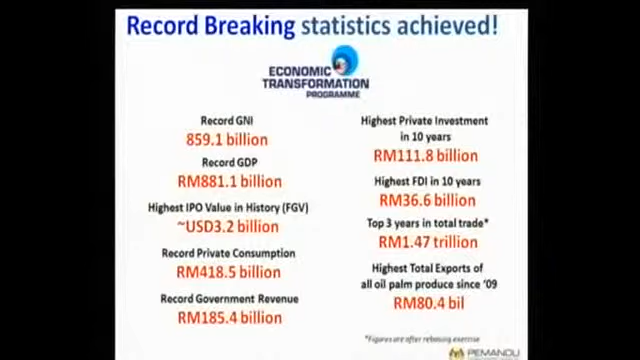 Record Breaking statistics achieved!
ECONOMIC
TRANSFORMATION
PROGRAMME
Record GNI
859.1 billion
Record GDP
RM881.1 billion
Highest IPO Value in History (FGV)
~USD3.2 billion
Record Private Consumption
RM418.5 billion
Record Government Revenue
RM185.4 billion
Highest Private Investment
in 10 years
RM111.8 billion
Highest FDI in 10 years
RM36.6 billion
Top 3 years in total trade*
RM1.47 trillion
Highest Total Exports of
all oil palm produce since '09
RM80.4 bil
*Figures are after rebasing exercise
PEMANDU